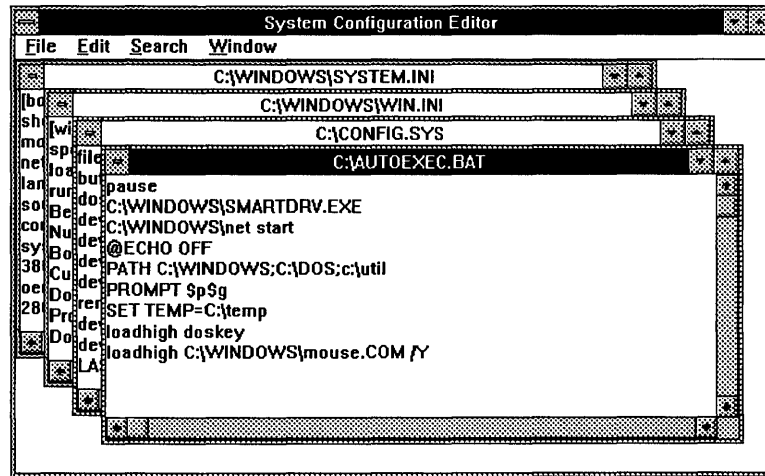 System Configuration Editor
File Edit Search Window
C:\WINDOWS\SYSTEM.INI
C:\WINDOWS\WIN.INI
C:\CONFIG.SYS
C:\AUTOEXEC.BAT
pause
C:\WINDOWS\SMARTDRV.EXE
C:\WINDOWS\net start
@ECHO OFF
PATH C:\WINDOWS;C:\DOS;c:\util
PROMPT $p$g
SET TEMP=C:\temp
loadhigh doskey
loadhigh C:\WINDOWS\mouse.COM /Y